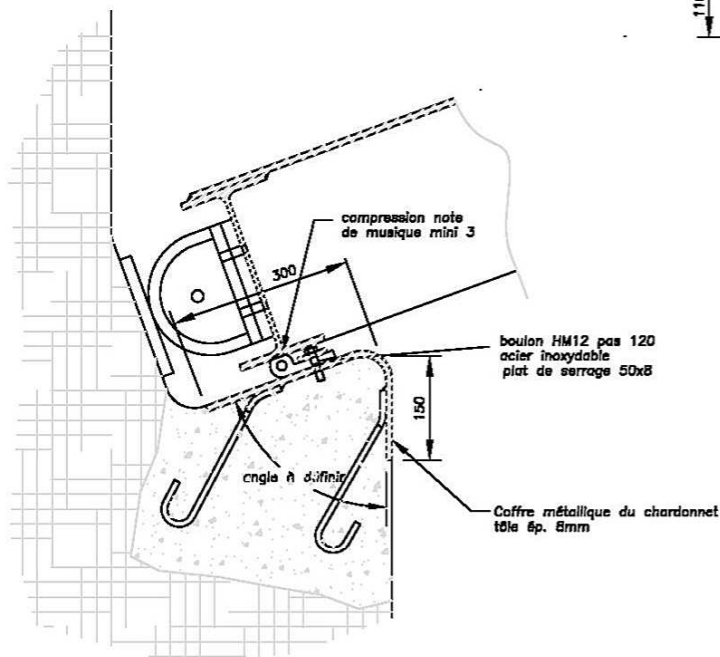 compression note
de musique mini 3
300
boulon HM12 pas 120
acier inoxydable
plat de serrage 50x8
150
angle à définir
Coffre métallique du chardonnet
tôle ép. 8mm